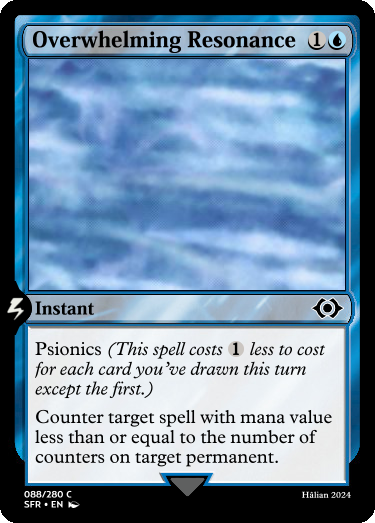 Overwhelming Resonance 1
Instant
Psionics (This spell costs 1 less to cost
for each card you've drawn this turn
except the first.)
Counter target spell with mana value
less than or equal to the number of
counters on target permanent.
088/280 C
SFR • EN
Hålian 2024